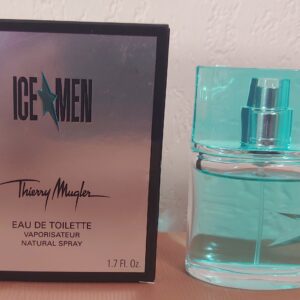 ICE★MEN
Thierry Mugler
EAU DE TOILETTE
VAPORISATEUR
NATURAL SPRAY
1.7 Fl. Oz.